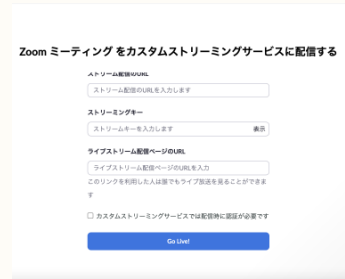 Zoom ミーティング をカスタムストリーミングサービスに配信する
ストリーム配信のURL
ストリーム配信のURLを入力します
ストリーミングキー
ストリームキーを入力します 表示
ライブストリーム配信ページのURL
ライブストリーム配信ページのURLを入力
このリンクを利用した人は誰でもライブ放送を見ることができま
す
カスタムストリーミングサービスでは配信時に認証が必要です
Go Live!